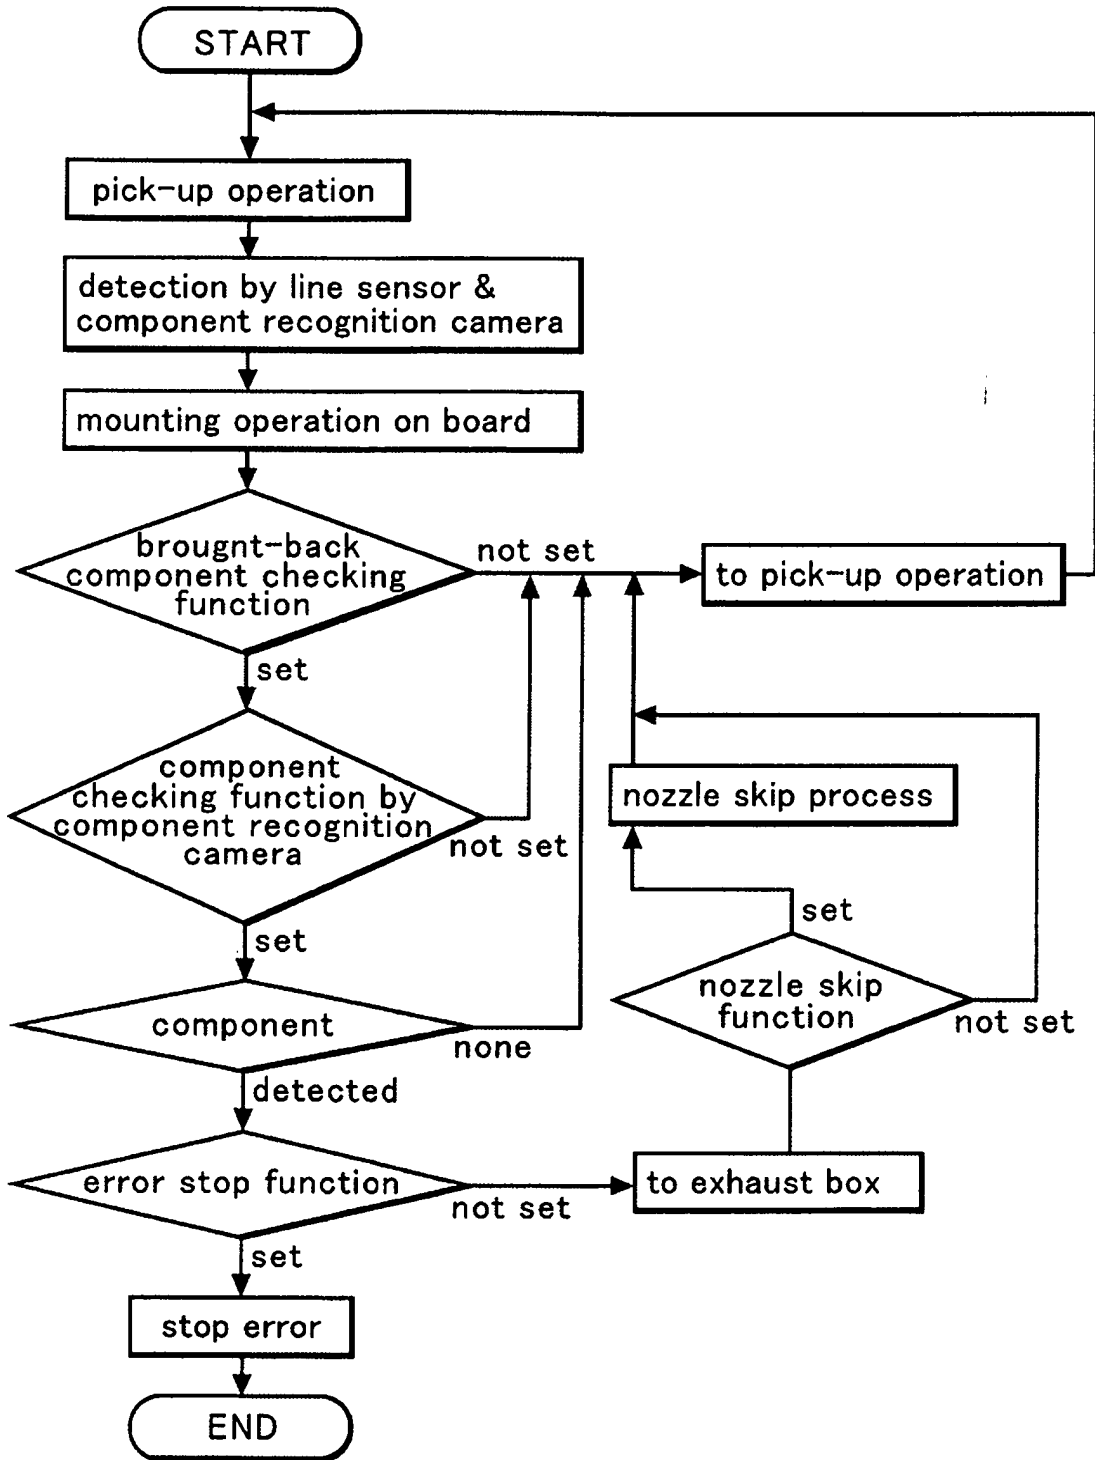 START
pick-up operation
detection by line sensor &
component recognition camera
mounting operation on board
brougnt-back
component checking
function
not set
to pick-up operation
set
component
checking function by
component recognition
camera
not set
nozzle skip process
set
set
nozzle skip
function
not set
component
none
detected
error stop function
not set
to exhaust box
set
stop error
END